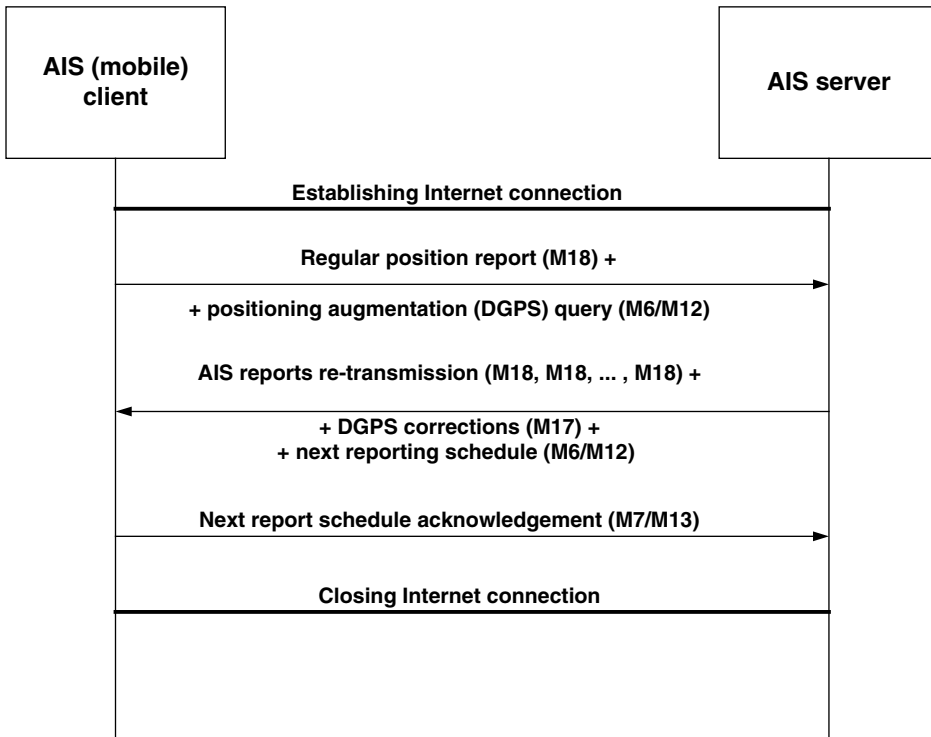 AIS (mobile)
client
AIS server
Establishing Internet connection
Regular position report (M18) +
+ positioning augmentation (DGPS) query (M6/M12)
AIS reports re-transmission (M18, M18, ... , M18) +
+ DGPS corrections (M17) +
+ next reporting schedule (M6/M12)
Next report schedule acknowledgement (M7/M13)
Closing Internet connection